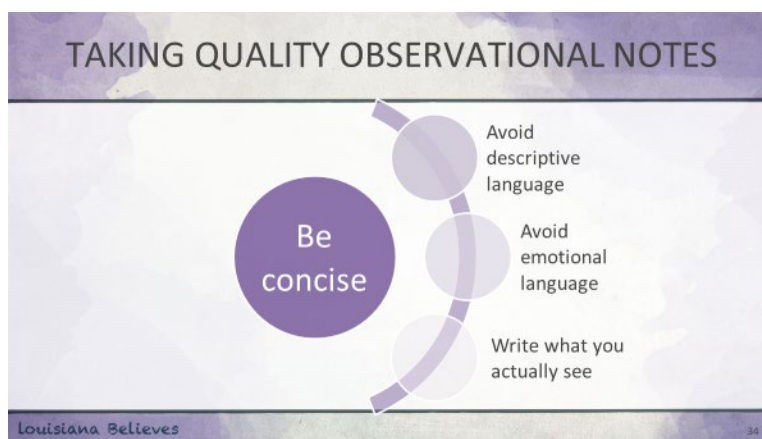 TAKING QUALITY OBSERVATIONAL NOTES
Be
concise
Avoid
descriptive
language
Avoid
emotional
language
Write what you
actually see
Louisiana Believes
34